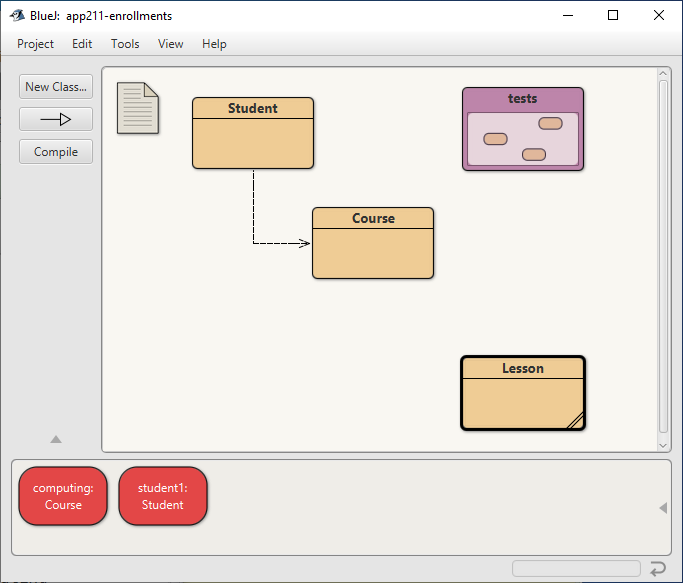 BlueJ: app211-enrollments
Project Edit Tools View Help
New Class...
Compile
Student
tests
Course
Lesson
computing:
Course
student1:
Student